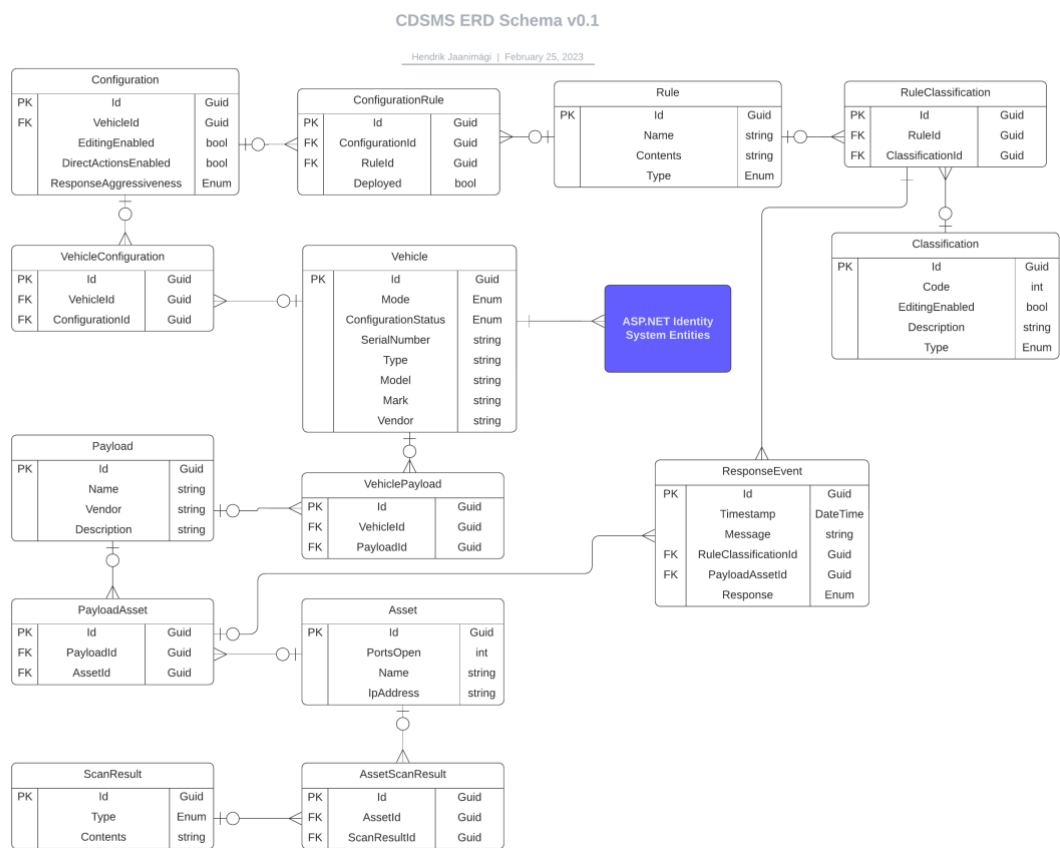 CDSMS ERD Schema v0.1
Hendrik Jaanimägi | February 25, 2023
Configuration
PK Id Guid
FK VehicleId Guid
EditingEnabled bool
DirectActionsEnabled bool
ResponseAggressiveness Enum
ConfigurationRule
PK Id Guid
FK ConfigurationId Guid
FK RuleId Guid
Deployed bool
Rule
PK Id Guid
Name string
Contents string
Type Enum
RuleClassification
PK Id Guid
FK RuleId Guid
FK ClassificationId Guid
VehicleConfiguration
PK Id Guid
FK VehicleId Guid
FK ConfigurationId Guid
Vehicle
PK Id Guid
Mode Enum
ConfigurationStatus Enum
SerialNumber string
Type string
Model string
Mark string
Vendor string
ASP.NET Identity
System Entities
Classification
PK Id Guid
Code int
EditingEnabled bool
Description string
Type Enum
Payload
PK Id Guid
Name string
Vendor string
Description string
VehiclePayload
PK Id Guid
FK VehicleId Guid
FK PayloadId Guid
ResponseEvent
PK Id Guid
Timestamp DateTime
Message string
FK RuleClassificationId Guid
FK PayloadAssetId Guid
Response Enum
PayloadAsset
PK Id Guid
FK PayloadId Guid
FK AssetId Guid
Asset
PK Id Guid
PortsOpen int
Name string
IpAddress string
ScanResult
PK Id Guid
Type Enum
Contents string
AssetScanResult
PK Id Guid
FK AssetId Guid
FK ScanResultId Guid